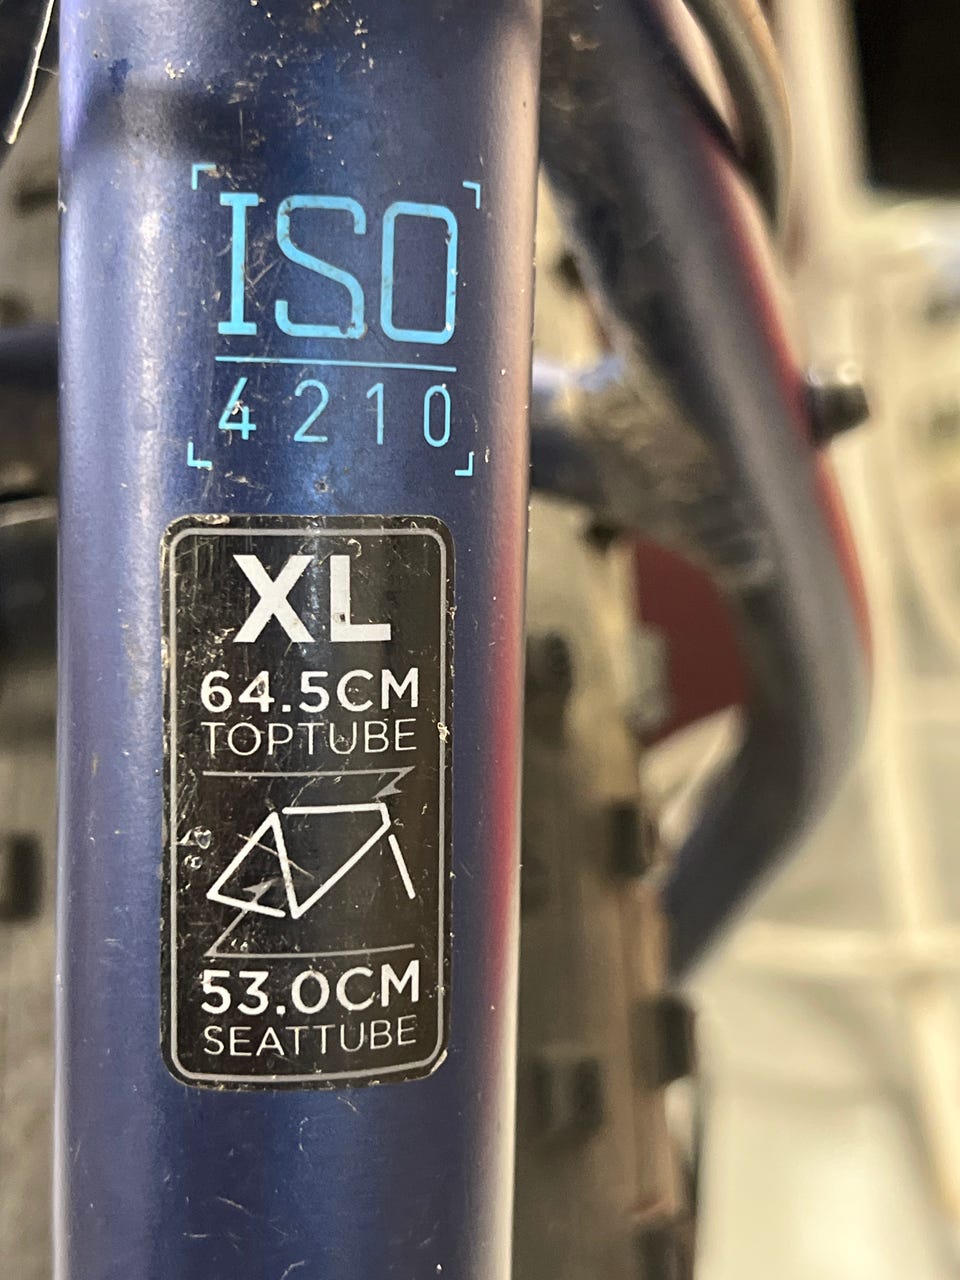 ISO
4210
XL
64.5CM
TOPTUBE
53.0CM
SEATTUBE